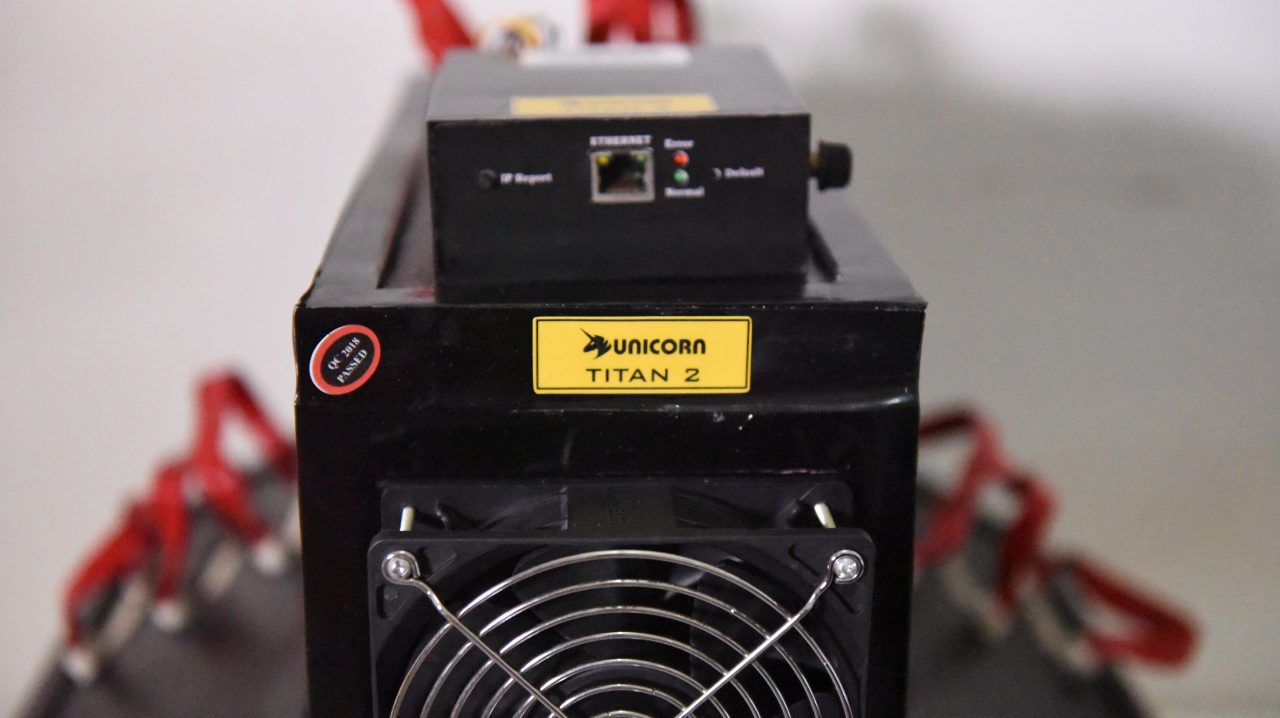 ETHERNET
Error
IP Report
Default
Normal
QC 2018
PASSED
UNICORN
TITAN 2